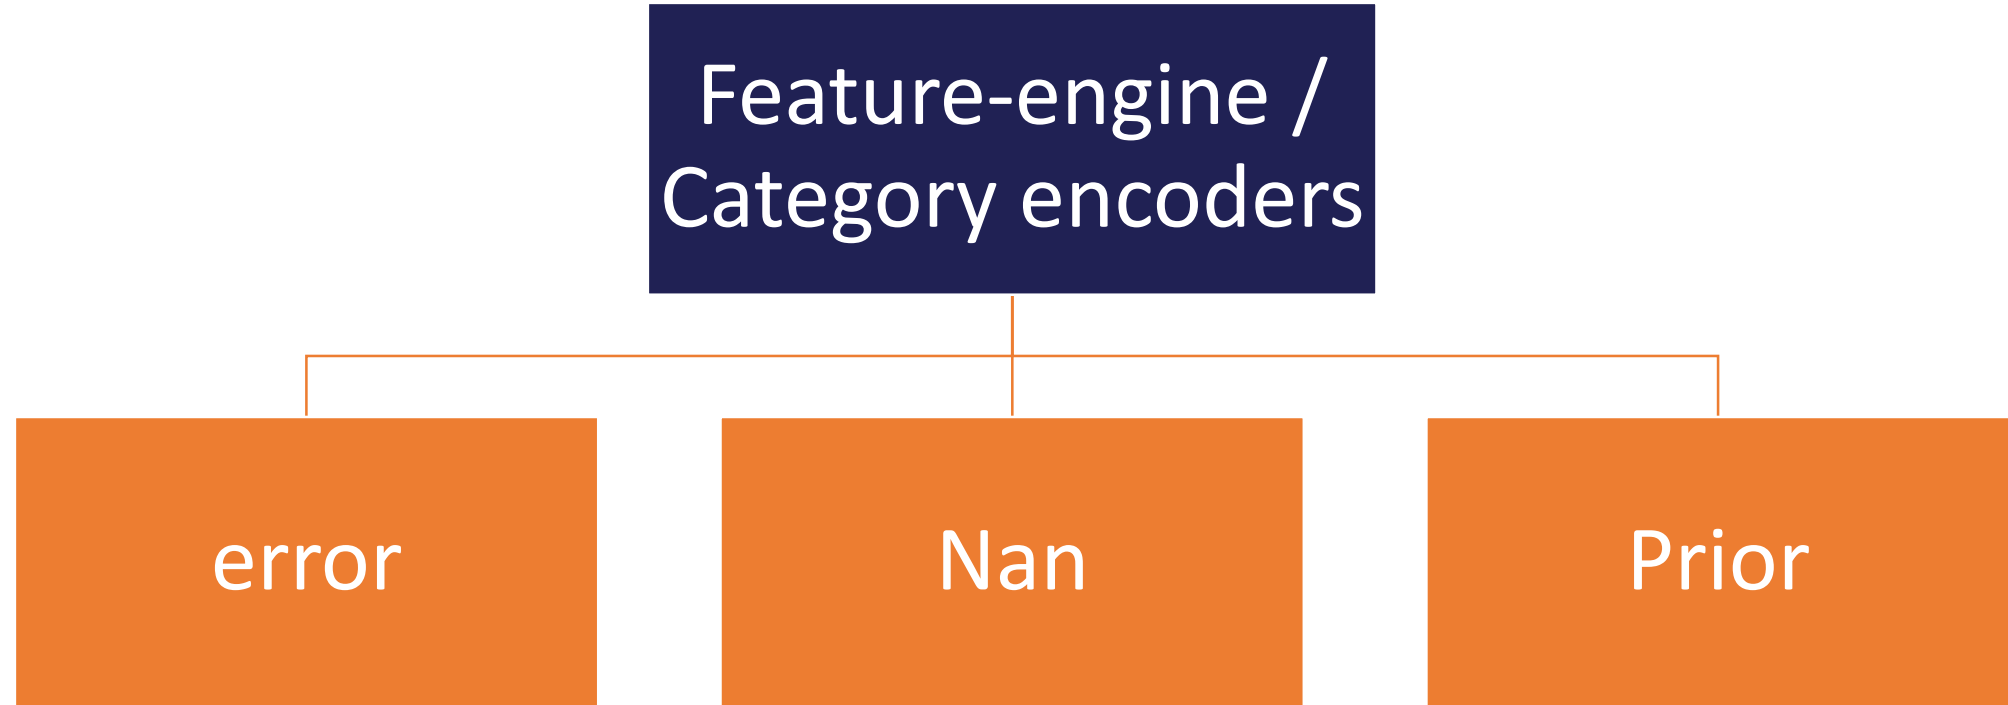 Feature-engine /
Category encoders
error
Nan
Prior